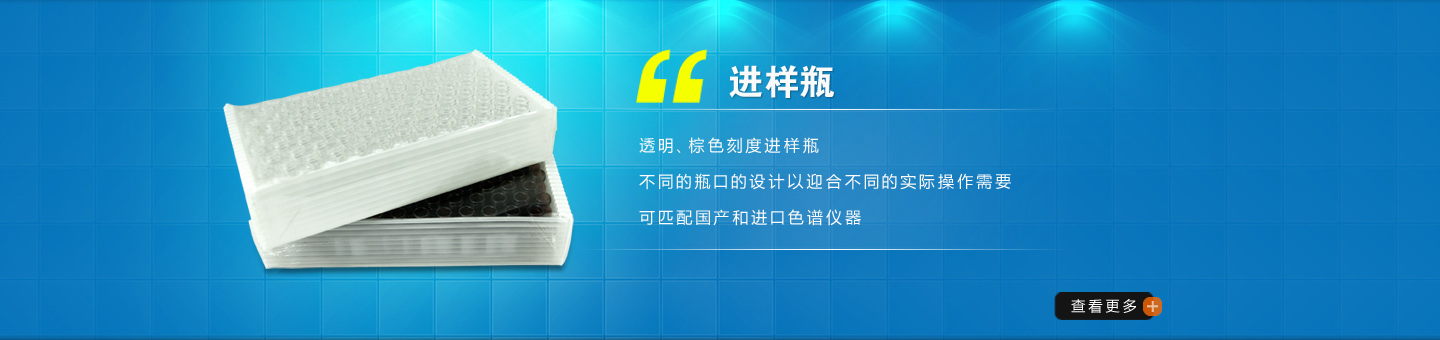 进样瓶
透明、棕色刻度进样瓶
不同的瓶口的设计以迎合不同的实际操作需要
可匹配国产和进口色谱仪器
查看更多